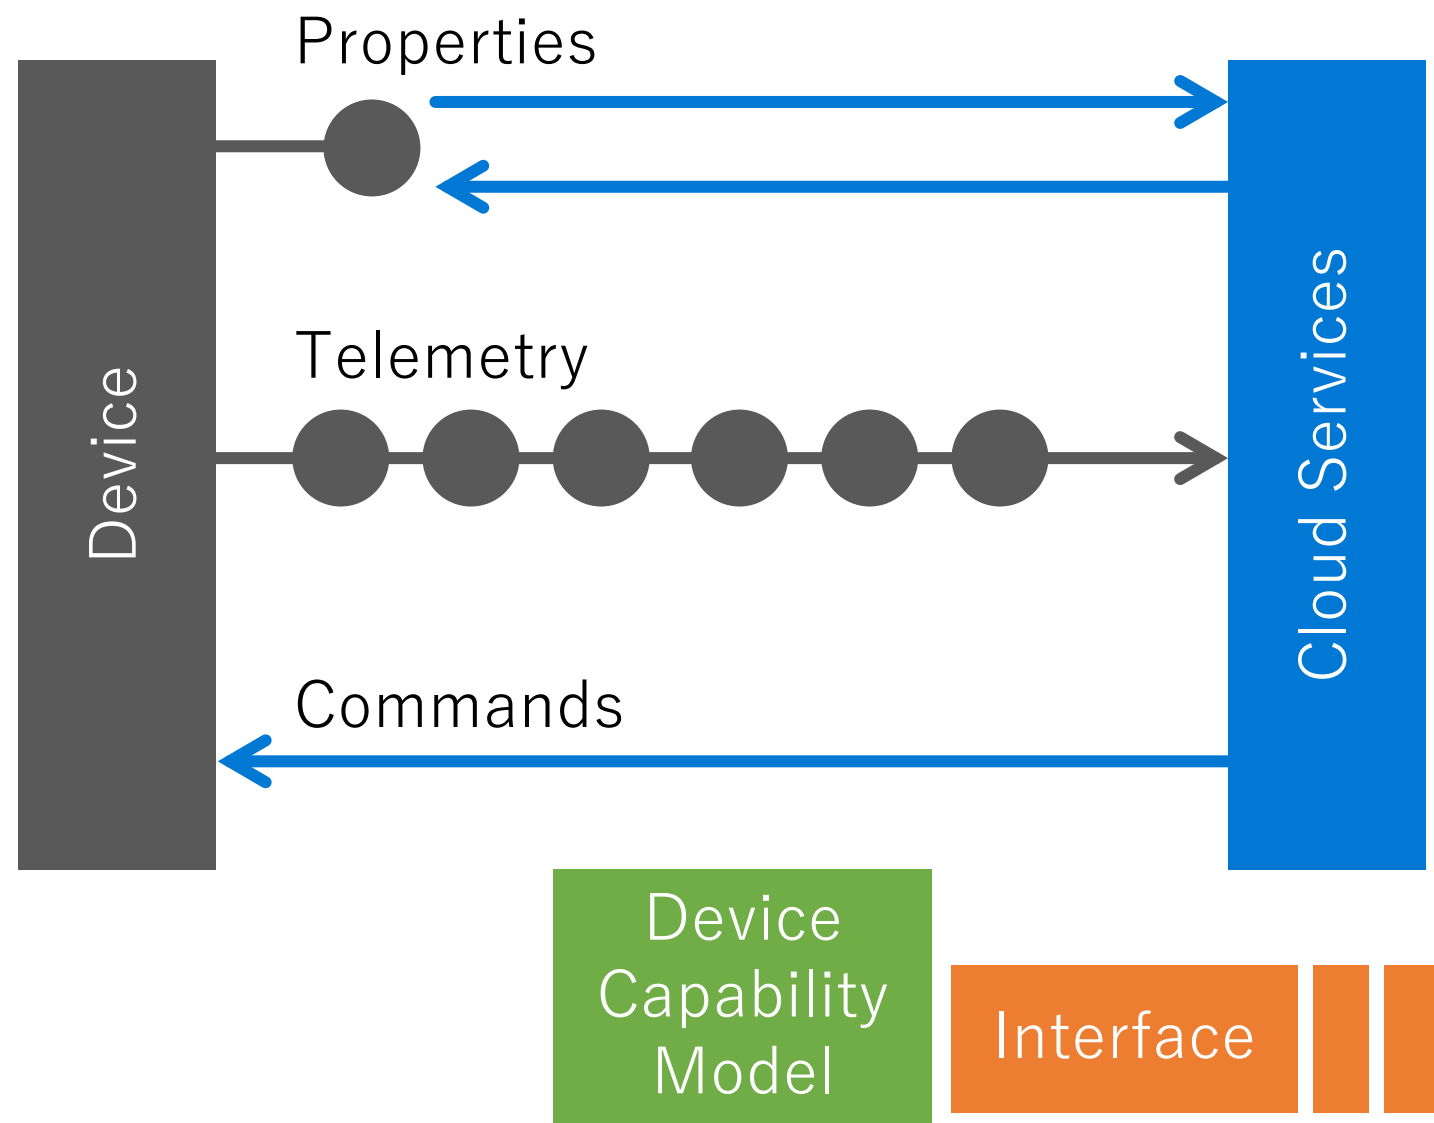 Properties
Device
Telemetry
Cloud Services
Commands
Device
Capability
Model
Interface